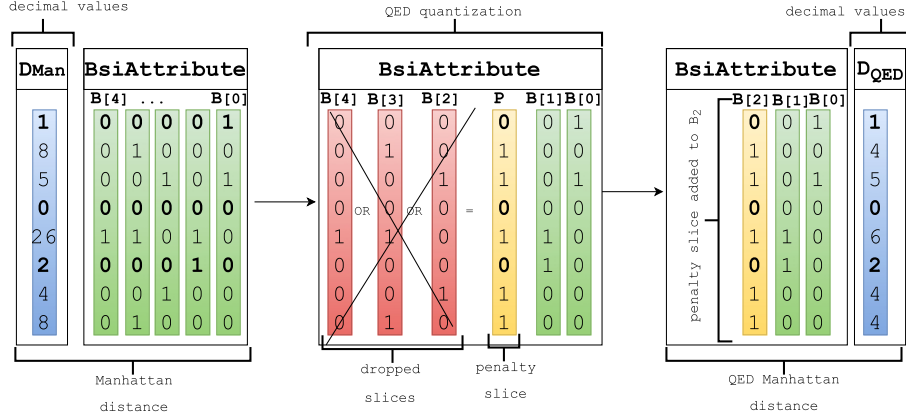 decimal values
QED quantization
decimal values
DMan BsiAttribute
BsiAttribute
BsiAttribute DQED
B[4] ... B[0]
B[4] B[3] B[2] P B[1] B[0]
B[2] B[1] B[0]
1 0 0 0 0 1
8 0 1 0 0 0
5 0 0 1 0 1
0 0 0 0 0 0
26 1 1 0 1 0
2 0 0 0 1 0
4 0 0 1 0 0
8 0 1 0 0 0
0 0 0 0 0 1
0 1 0 1 0 0
0 0 1 1 0 1
0 OR 0 OR 0 = 0 0 0
1 1 0 1 1 0
0 0 0 0 1 0
0 0 1 1 0 0
0 1 0 1 0 0
penalty slice added to B2
0 0 1 1
1 0 0 4
1 0 1 5
0 0 0 0
1 1 0 6
0 1 0 2
1 0 0 4
1 0 0 4
Manhattan
distance
dropped
slices
penalty
slice
QED Manhattan
distance